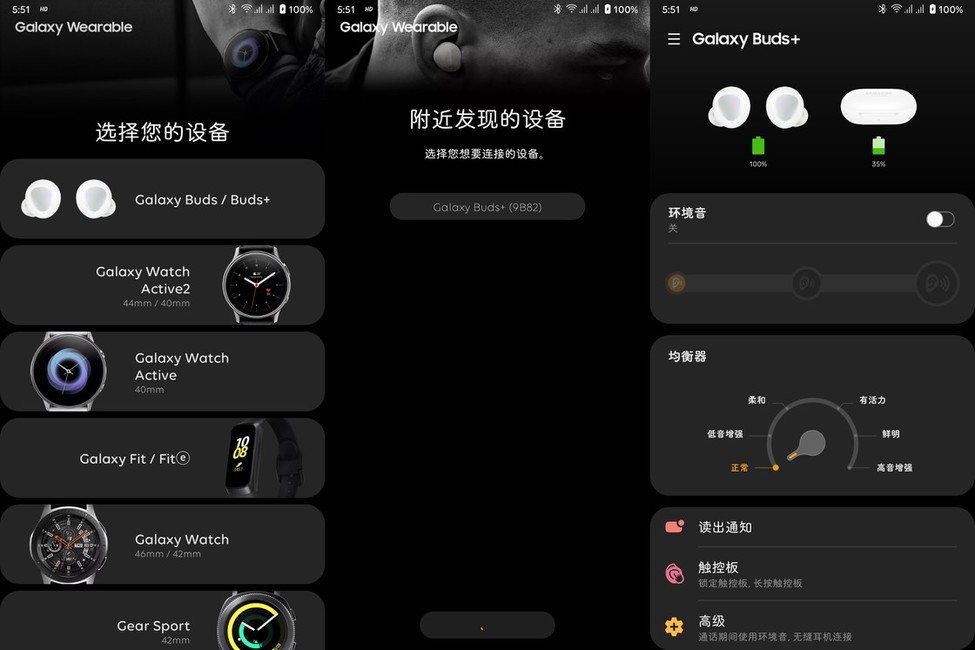 5:51 HD 100%
Galaxy Wearable
选择您的设备
Galaxy Buds / Buds+
Galaxy Watch
Active2
44mm / 40mm
Galaxy Watch
Active
40mm
Galaxy Fit / Fitⓔ
Galaxy Watch
46mm / 42mm
Gear Sport
42mm
5:51 HD 100%
Galaxy Wearable
附近发现的设备
选择您想要连接的设备。
Galaxy Buds+ (9B82)
5:51 HD 100%
Galaxy Buds+
100%
35%
环境音
关
均衡器
柔和
有活力
低音增强
鲜明
正常
高音增强
读出通知
触控板
锁定触控板, 长按触控板
高级
通话期间使用环境音, 无缝耳机连接